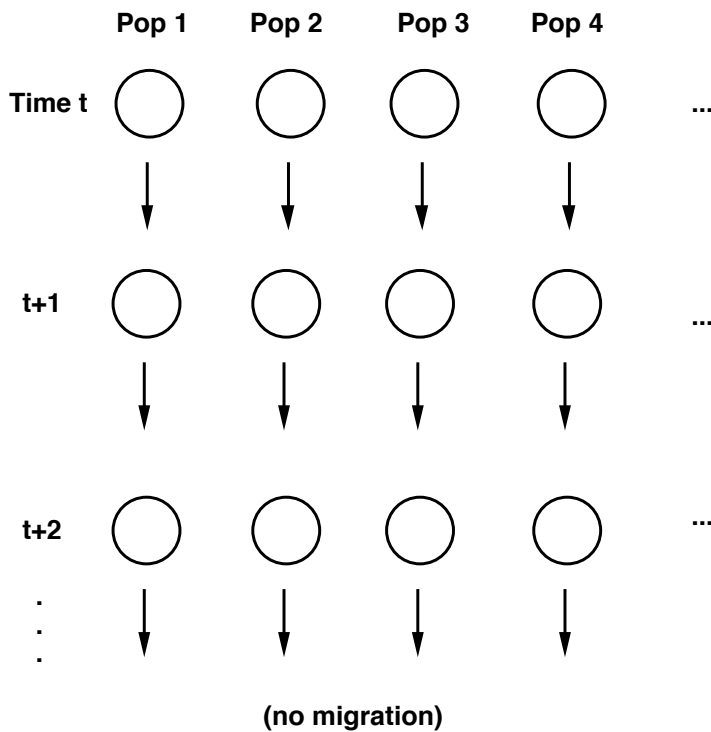 Pop 1 Pop 2 Pop 3 Pop 4
Time t ...
t+1 ...
t+2 ...
.
.
.
(no migration)